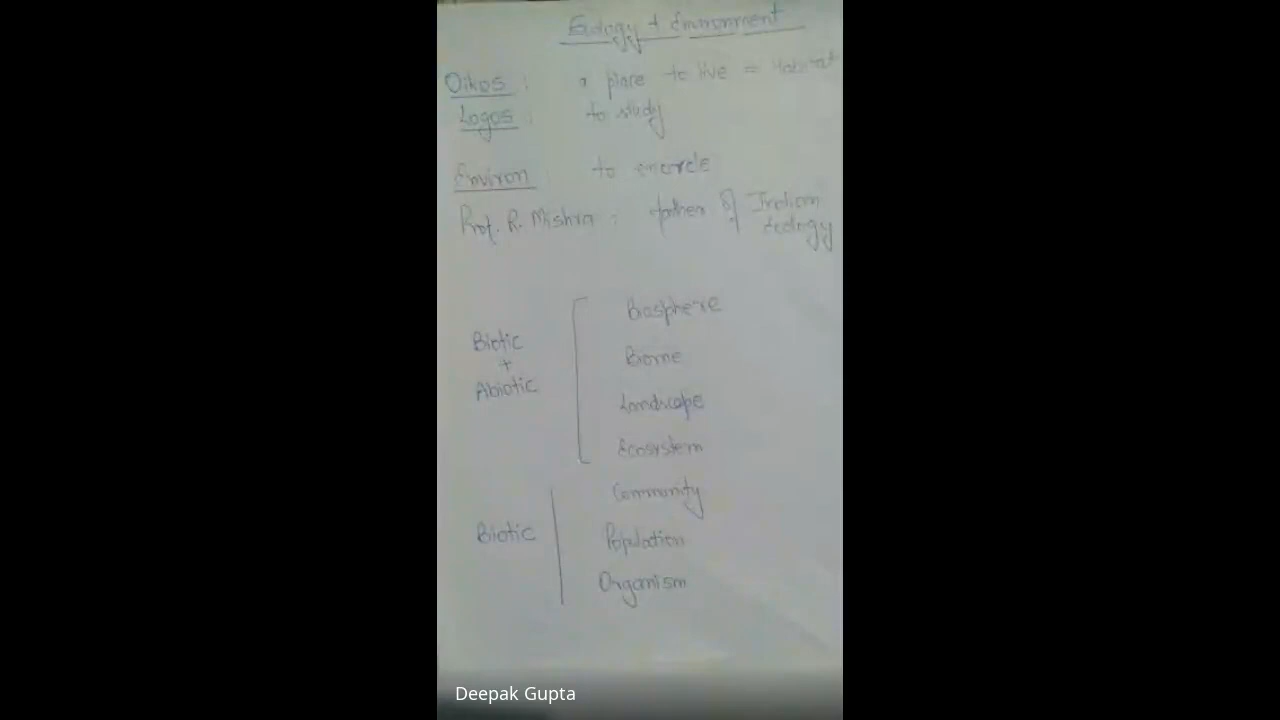 Ecology + Environment
Oikos : a place to live = Habitat
Logos : to study
Environ : to encircle
Prof. R. Mishra : father of Indian
Ecology
Biosphere
Biome
Landscape
Ecosystem
Biotic
+
Abiotic
Community
Population
Organism
Biotic
Deepak Gupta